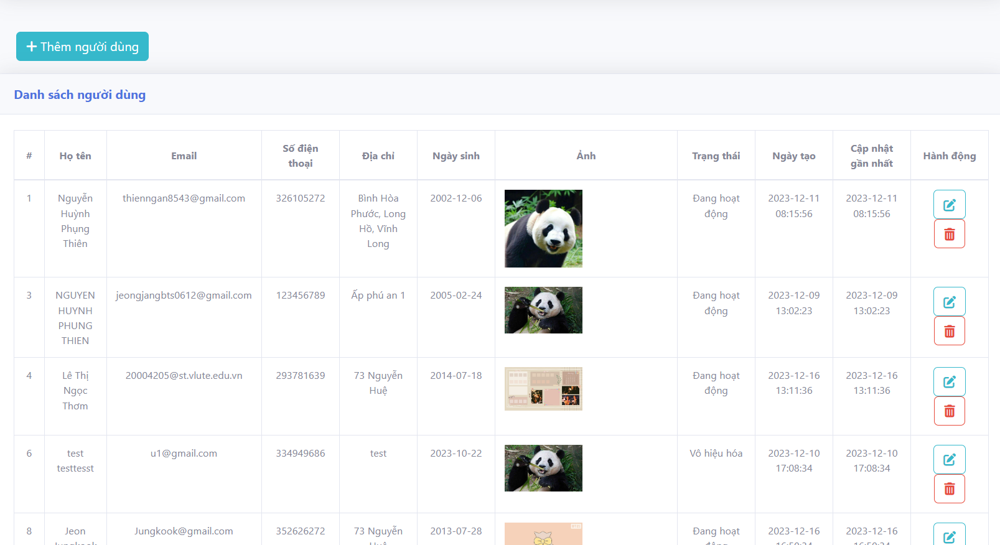 Thêm người dùng
Danh sách người dùng
# Họ tên Email Số điện thoại Địa chỉ Ngày sinh Ảnh Trạng thái Ngày tạo Cập nhật gần nhất Hành động
1 Nguyễn Huỳnh Phụng Thiên thienngan8543@gmail.com 326105272 Bình Hòa Phước, Long Hồ, Vĩnh Long 2002-12-06 Đang hoạt động 2023-12-11 08:15:56 2023-12-11 08:15:56
3 NGUYEN HUYNH PHUNG THIEN jeongjangbts0612@gmail.com 123456789 Ấp phú an 1 2005-02-24 Đang hoạt động 2023-12-09 13:02:23 2023-12-09 13:02:23
4 Lê Thị Ngọc Thơm 20004205@st.vlute.edu.vn 293781639 73 Nguyễn Huệ 2014-07-18 Đang hoạt động 2023-12-16 13:11:36 2023-12-16 13:11:36
6 test testtesst u1@gmail.com 334949686 test 2023-10-22 Vô hiệu hóa 2023-12-10 17:08:34 2023-12-10 17:08:34
8 Jeon Jungkook@gmail.com 352626272 73 Nguyễn 2013-07-28 Đang hoạt 2023-12-16 2023-12-16